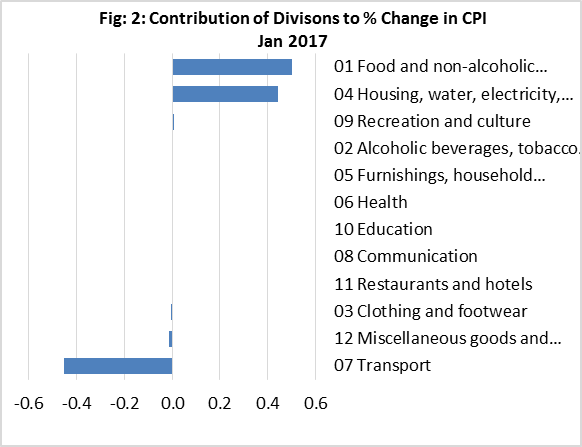 Fig: 2: Contribution of Divisons to % Change in CPI
Jan 2017
01 Food and non-alcoholic...
04 Housing, water, electricity,...
09 Recreation and culture
02 Alcoholic beverages, tobacco.
05 Furnishings, household...
06 Health
10 Education
08 Communication
11 Restaurants and hotels
03 Clothing and footwear
12 Miscellaneous goods and...
07 Transport
-0.6 -0.4 -0.2 0.0 0.2 0.4 0.6